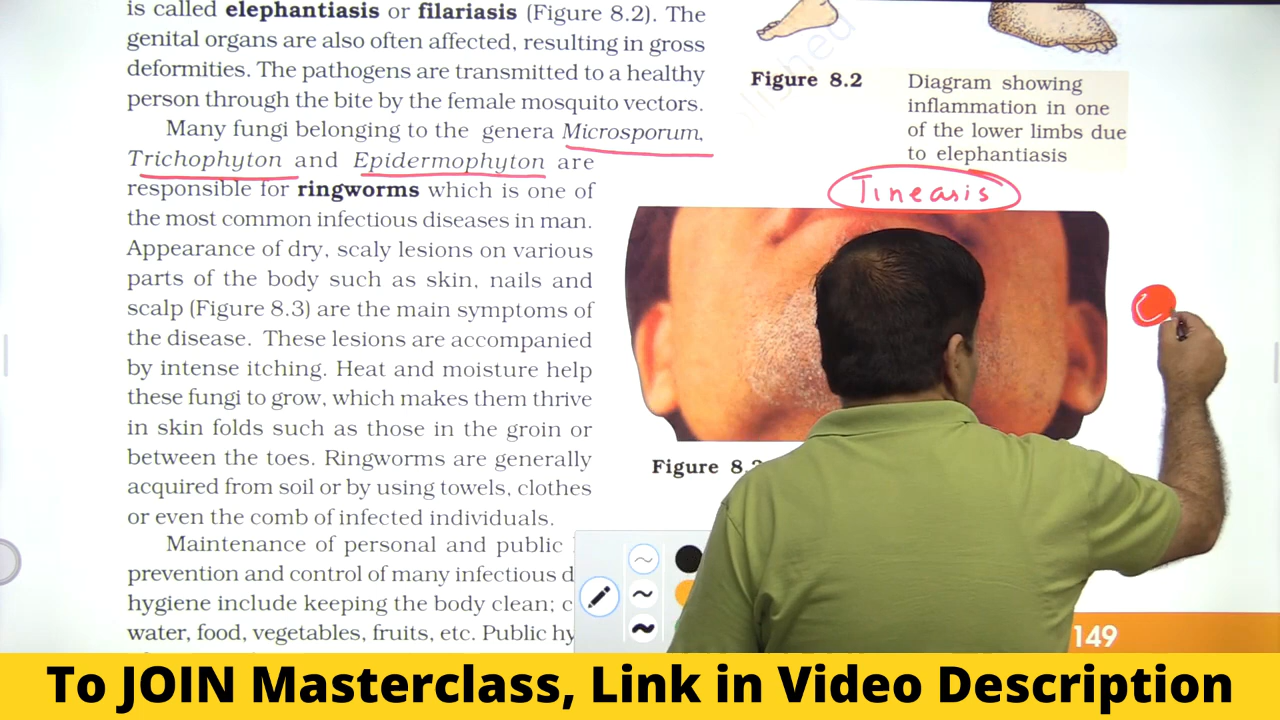 is called elephantiasis or filariasis (Figure 8.2). The
genital organs are also often affected, resulting in gross
deformities. The pathogens are transmitted to a healthy
person through the bite by the female mosquito vectors.
Many fungi belonging to the genera Microsporum,
Trichophyton and Epidermophyton are
responsible for ringworms which is one of
the most common infectious diseases in man.
Appearance of dry, scaly lesions on various
parts of the body such as skin, nails and
scalp (Figure 8.3) are the main symptoms of
the disease. These lesions are accompanied
by intense itching. Heat and moisture help
these fungi to grow, which makes them thrive
in skin folds such as those in the groin or
between the toes. Ringworms are generally
acquired from soil or by using towels, clothes
or even the comb of infected individuals.
Maintenance of personal and public
prevention and control of many infectious d
hygiene include keeping the body clean; c
water, food, vegetables, fruits, etc. Public hy
Figure 8.2 Diagram showing
inflammation in one
of the lower limbs due
to elephantiasis
Tineasis
Figure 8.
149
To JOIN Masterclass, Link in Video Description